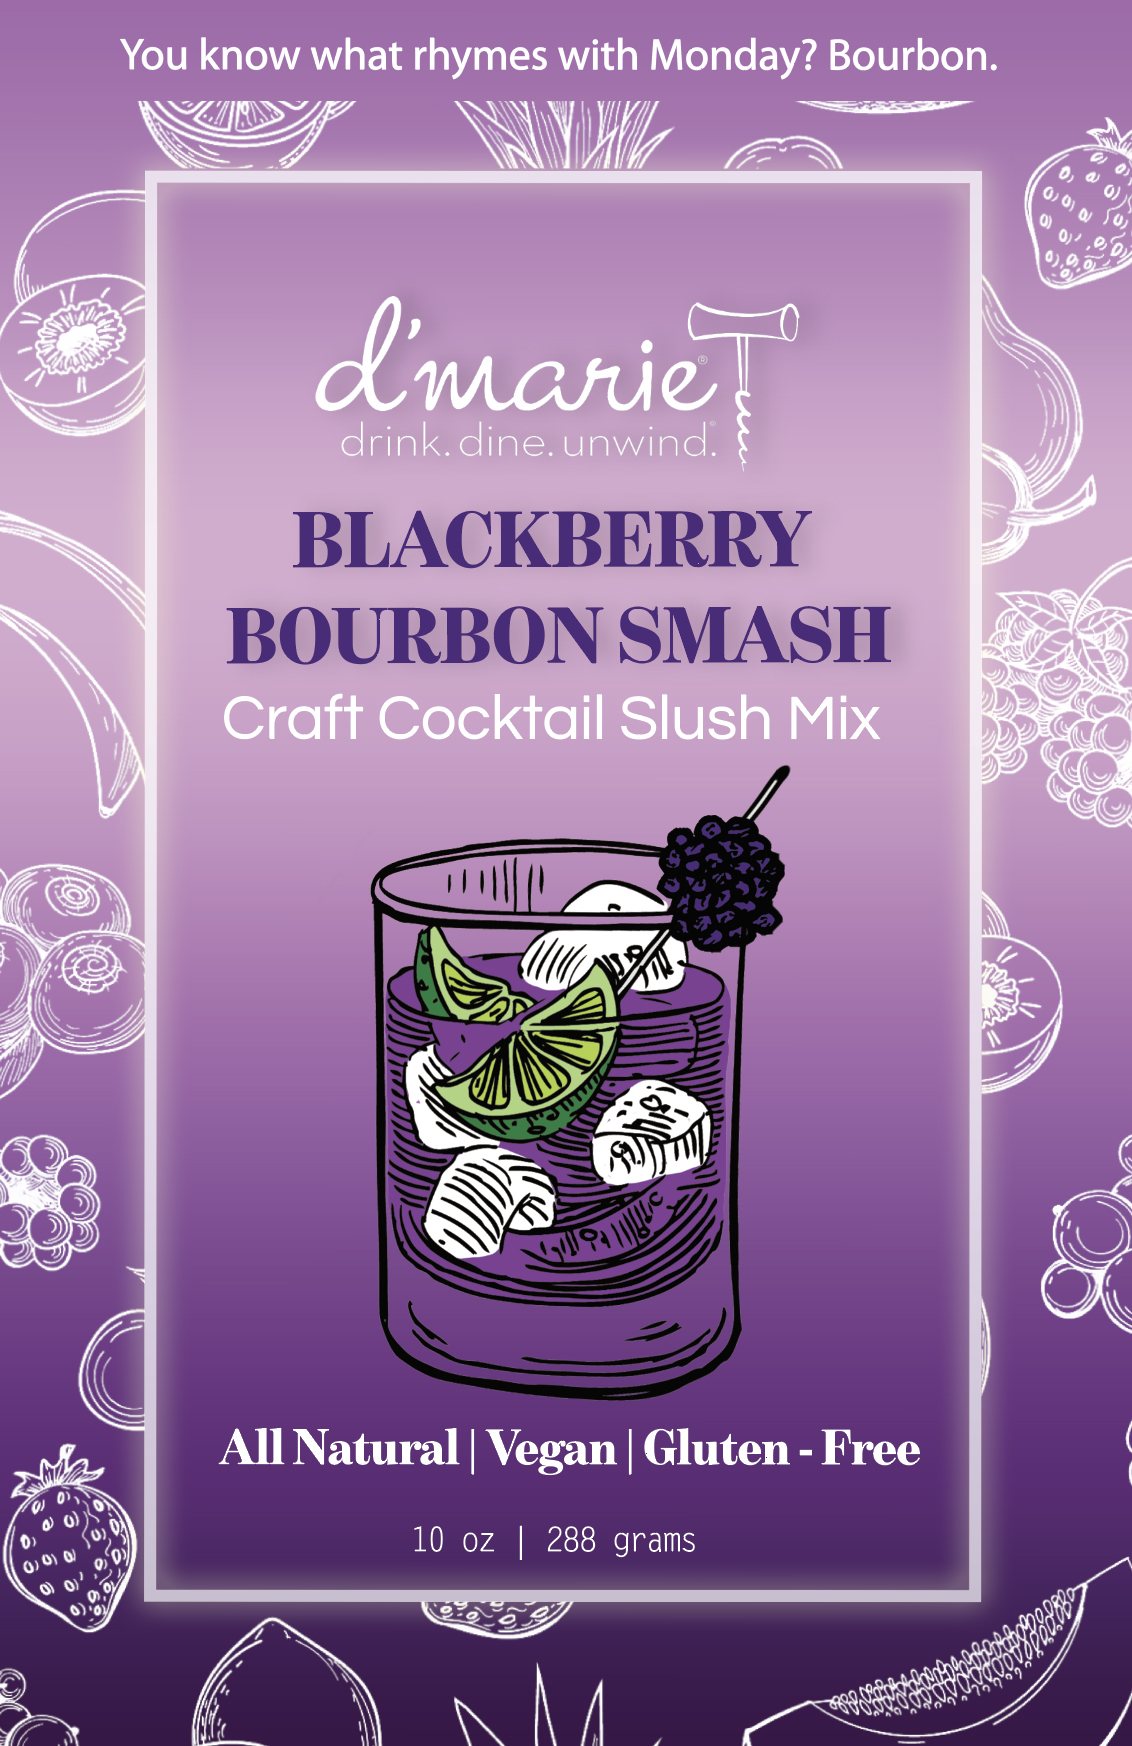 You know what rhymes with Monday? Bourbon.
d'marie®
drink. dine. unwind.®
BLACKBERRY
BOURBON SMASH
Craft Cocktail Slush Mix
All Natural | Vegan | Gluten - Free
10 oz | 288 grams